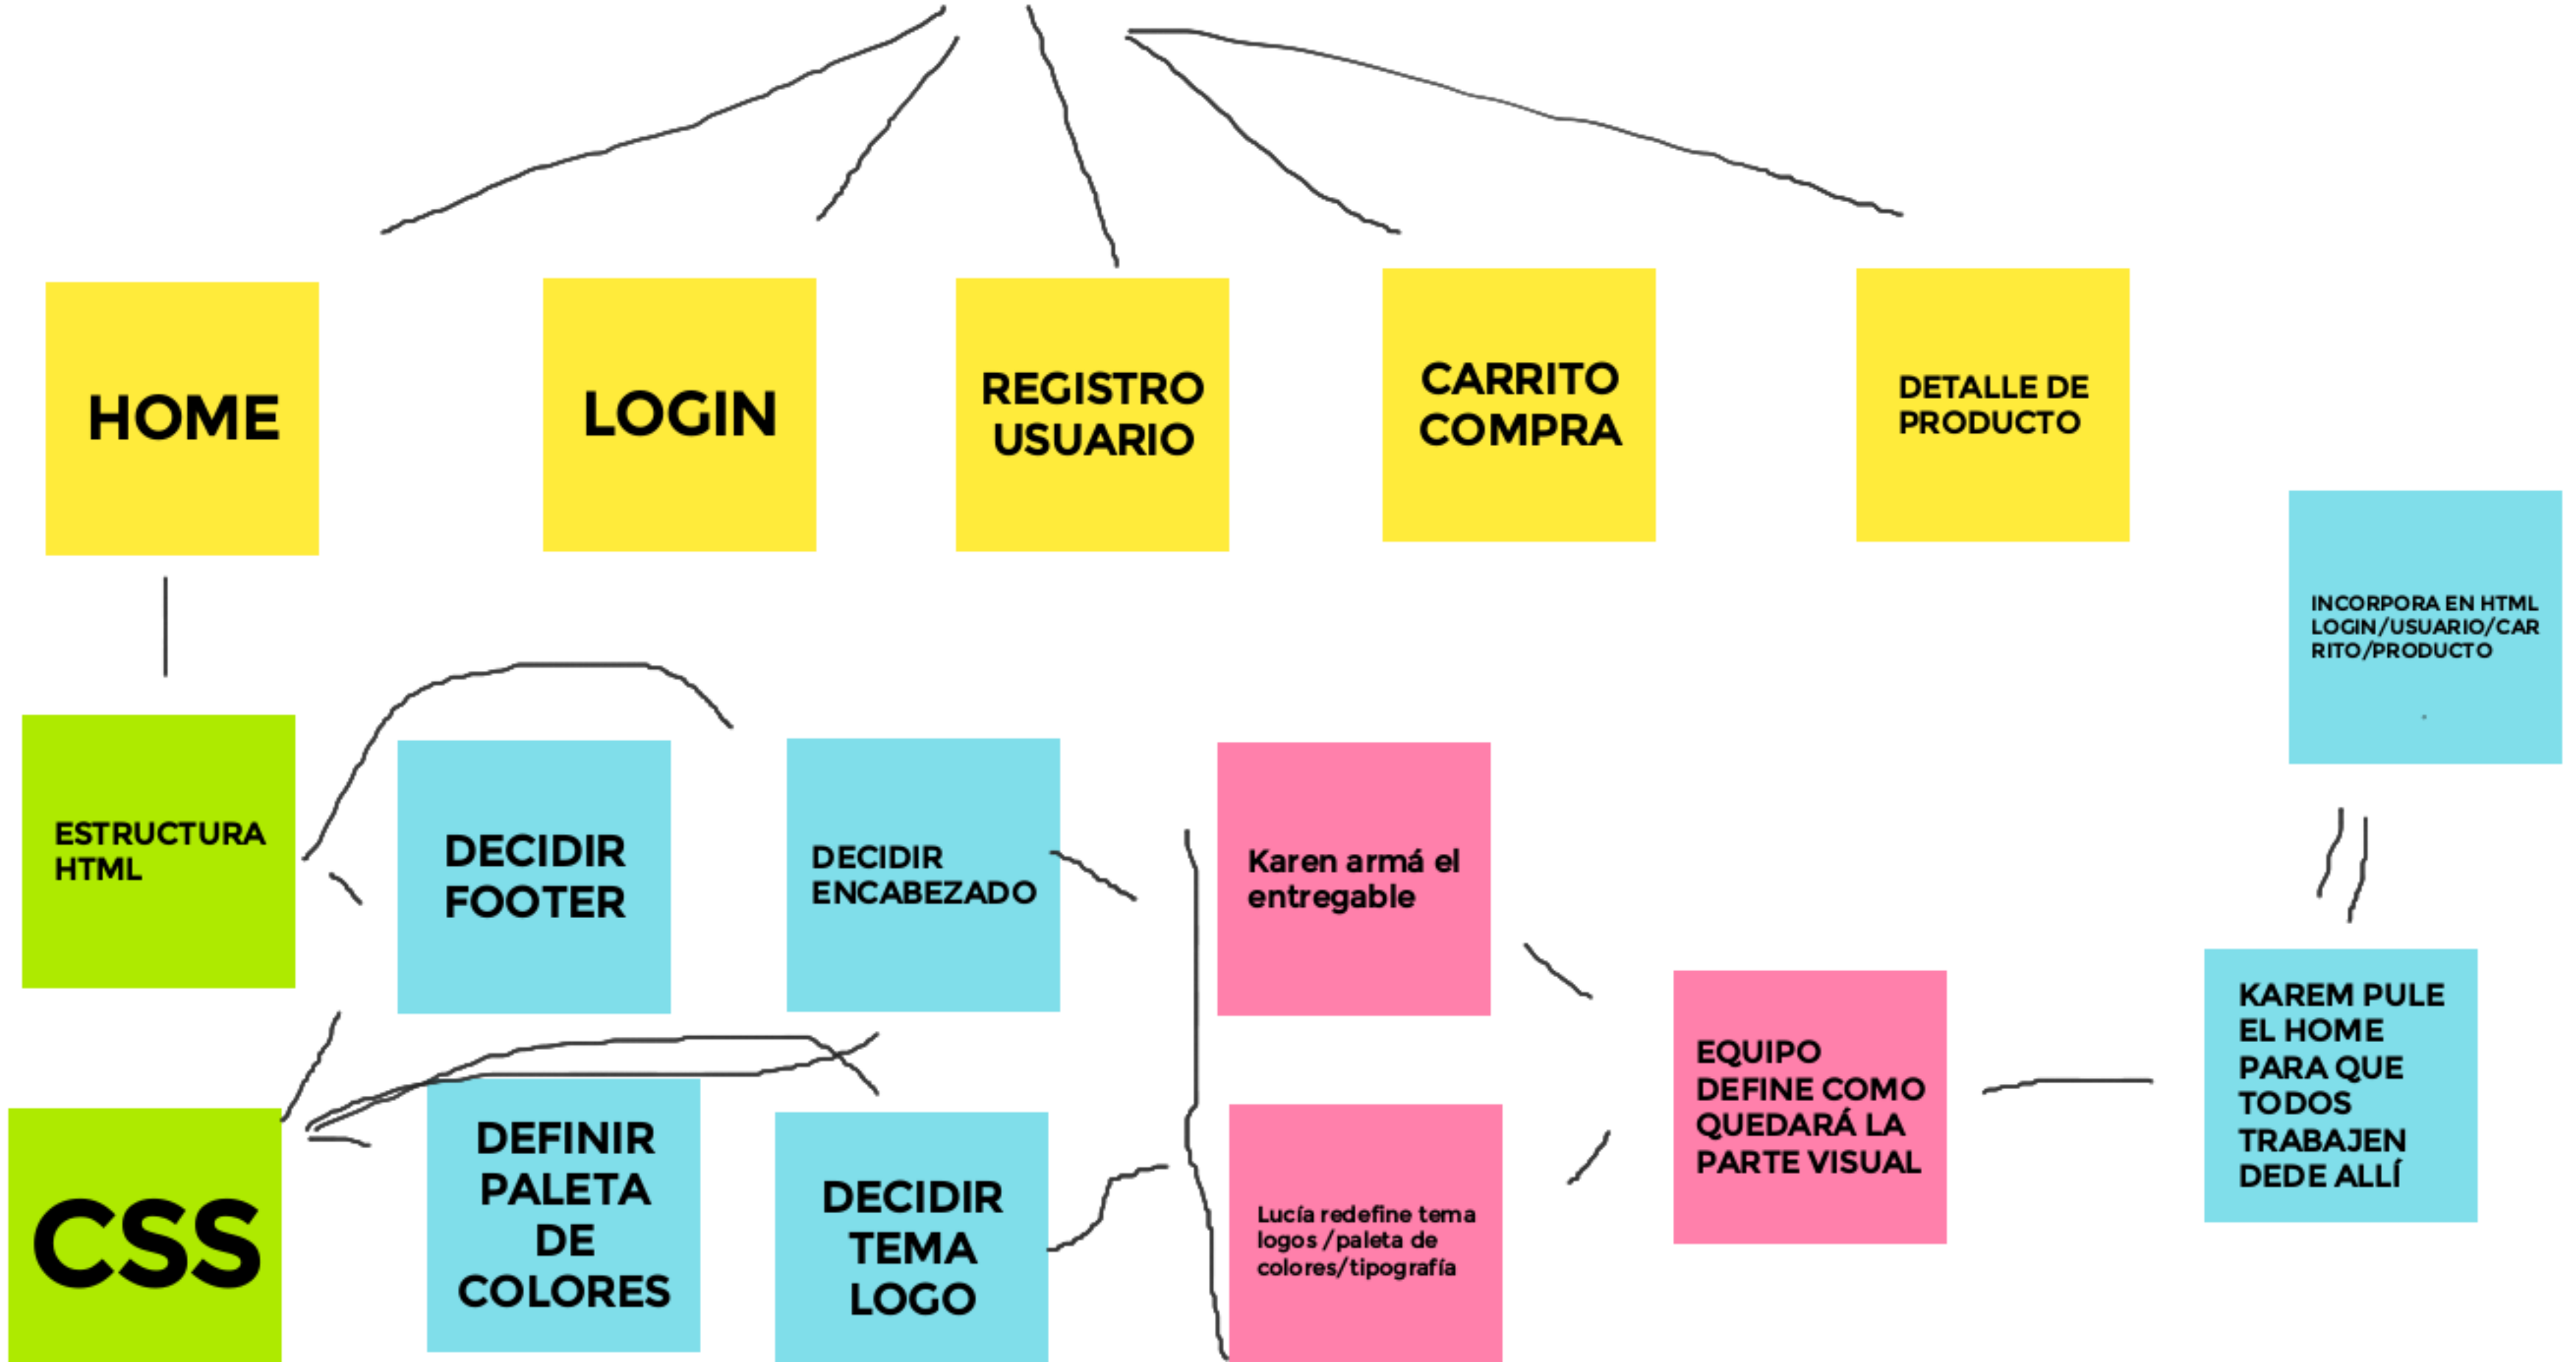 HOME
LOGIN
REGISTRO
USUARIO
CARRITO
COMPRA
DETALLE DE
PRODUCTO
INCORPORA EN HTML
LOGIN/USUARIO/CAR
RITO/PRODUCTO
.
ESTRUCTURA
HTML
DECIDIR
FOOTER
DECIDIR
ENCABEZADO
Karen armá el
entregable
EQUIPO
DEFINE COMO
QUEDARÁ LA
PARTE VISUAL
KAREM PULE
EL HOME
PARA QUE
TODOS
TRABAJEN
DEDE ALLÍ
CSS
DEFINIR
PALETA
DE
COLORES
DECIDIR
TEMA
LOGO
Lucía redefine tema
logos /paleta de
colores/tipografía